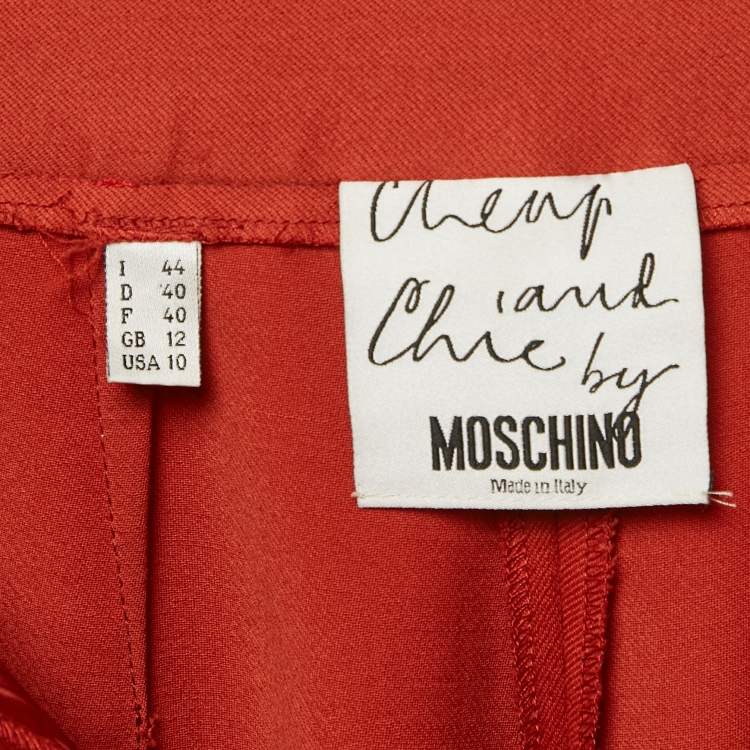 Cheap
and
Chic by
MOSCHINO
Made in Italy
I 44
D 40
F 40
GB 12
USA 10